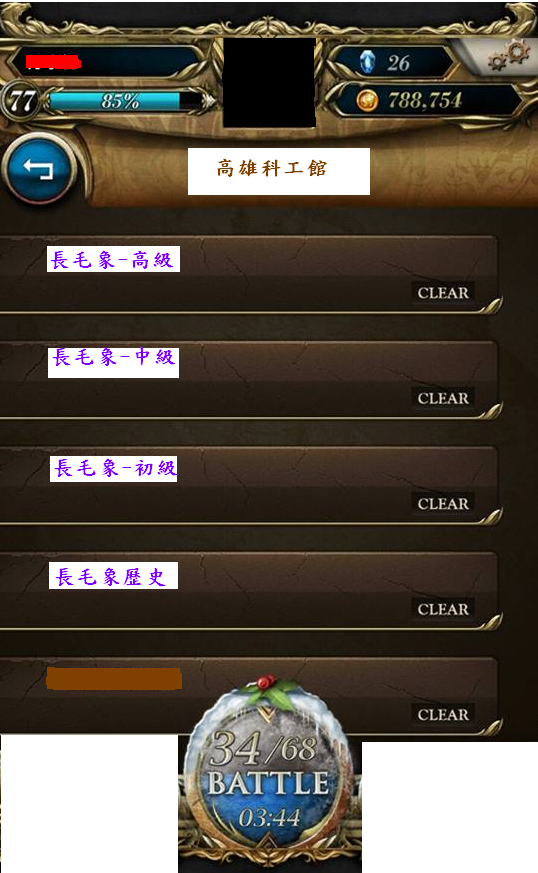 26
77
85%
788,754
高雄科工館
長毛象-高級
CLEAR
長毛象-中級
CLEAR
長毛象-初級
CLEAR
長毛象歷史
CLEAR
CLEAR
34/68
BATTLE
03:44